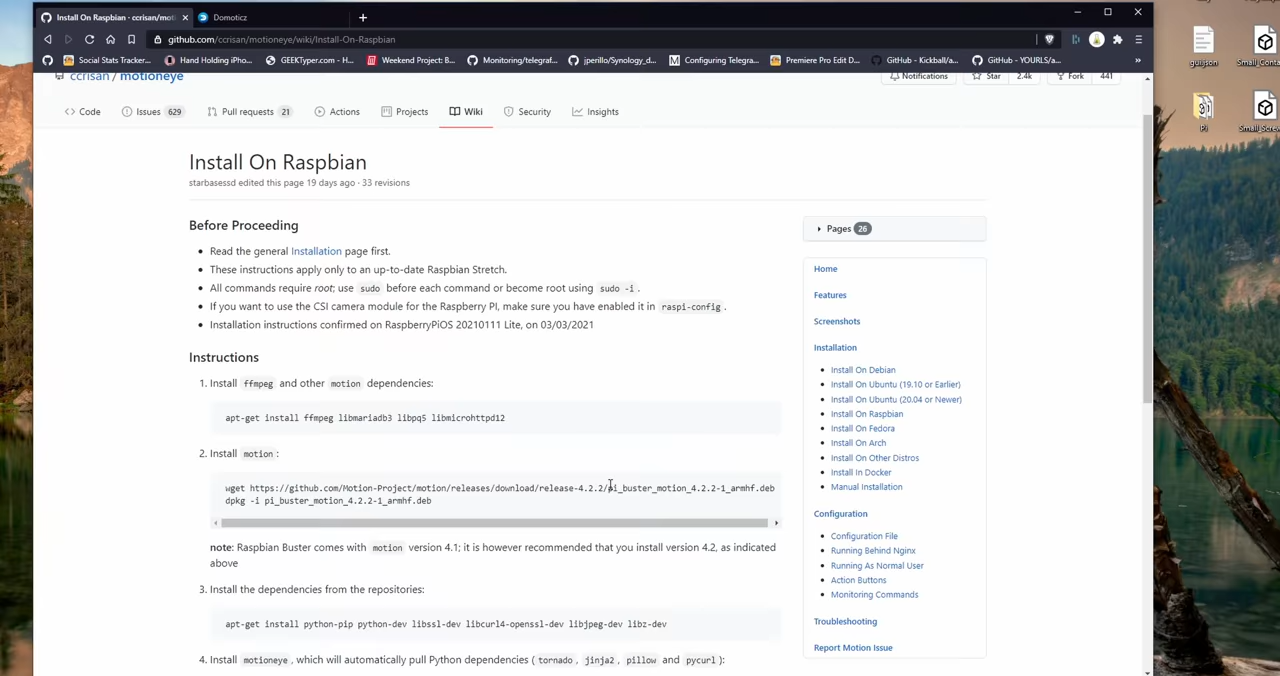 Install On Raspbian · ccrisan/moti
Domoticz
github.com/ccrisan/motioneye/wiki/Install-On-Raspbian
Social Stats Tracker...
Hand Holding iPho...
GEEKTyper.com - H...
Weekend Project: B...
Monitoring/telegraf...
jperillo/Synology_d...
Configuring Telegra...
Premiere Pro Edit D...
GitHub - Kickball/a...
GitHub - YOURLS/a...
»
ccrisan / motioneye
Notifications
Star 2.4k
Fork 441
Code
Issues 629
Pull requests 21
Actions
Projects
Wiki
Security
Insights
Install On Raspbian
starbasessd edited this page 19 days ago · 33 revisions
Before Proceeding
• Read the general Installation page first.
• These instructions apply only to an up-to-date Raspbian Stretch.
• All commands require root; use sudo before each command or become root using sudo -i .
• If you want to use the CSI camera module for the Raspberry PI, make sure you have enabled it in raspi-config .
• Installation instructions confirmed on RaspberryPiOS 20210111 Lite, on 03/03/2021
Instructions
1. Install ffmpeg and other motion dependencies:
apt-get install ffmpeg libmariadb3 libpq5 libmicrohttpd12
2. Install motion :
wget https://github.com/Motion-Project/motion/releases/download/release-4.2.2/pi_buster_motion_4.2.2-1_armhf.deb
dpkg -i pi_buster_motion_4.2.2-1_armhf.deb
note: Raspbian Buster comes with motion version 4.1; it is however recommended that you install version 4.2, as indicated
above
3. Install the dependencies from the repositories:
apt-get install python-pip python-dev libssl-dev libcurl4-openssl-dev libjpeg-dev libz-dev
4. Install motioneye , which will automatically pull Python dependencies ( tornado , jinja2 , pillow and pycurl ):
Pages 26
Home
Features
Screenshots
Installation
• Install On Debian
• Install On Ubuntu (19.10 or Earlier)
• Install On Ubuntu (20.04 or Newer)
• Install On Raspbian
• Install On Fedora
• Install On Arch
• Install On Other Distros
• Install In Docker
• Manual Installation
Configuration
• Configuration File
• Running Behind Nginx
• Running As Normal User
• Action Buttons
• Monitoring Commands
Troubleshooting
Report Motion Issue
Small_Conta
Pi
Small_Screw